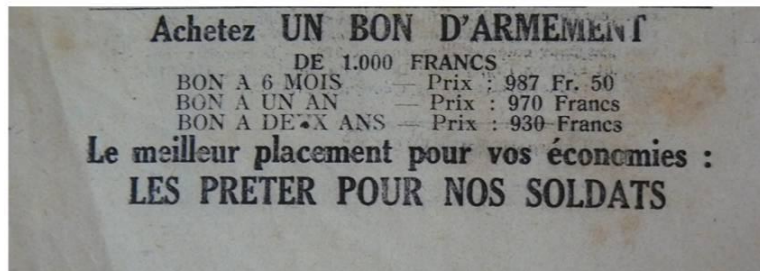 Achetez UN BON D'ARMEMENT
DE 1.000 FRANCS
BON A 6 MOIS — Prix : 987 Fr. 50
BON A UN AN — Prix : 970 Francs
BON A DEUX ANS — Prix : 930 Francs
Le meilleur placement pour vos économies :
LES PRETER POUR NOS SOLDATS